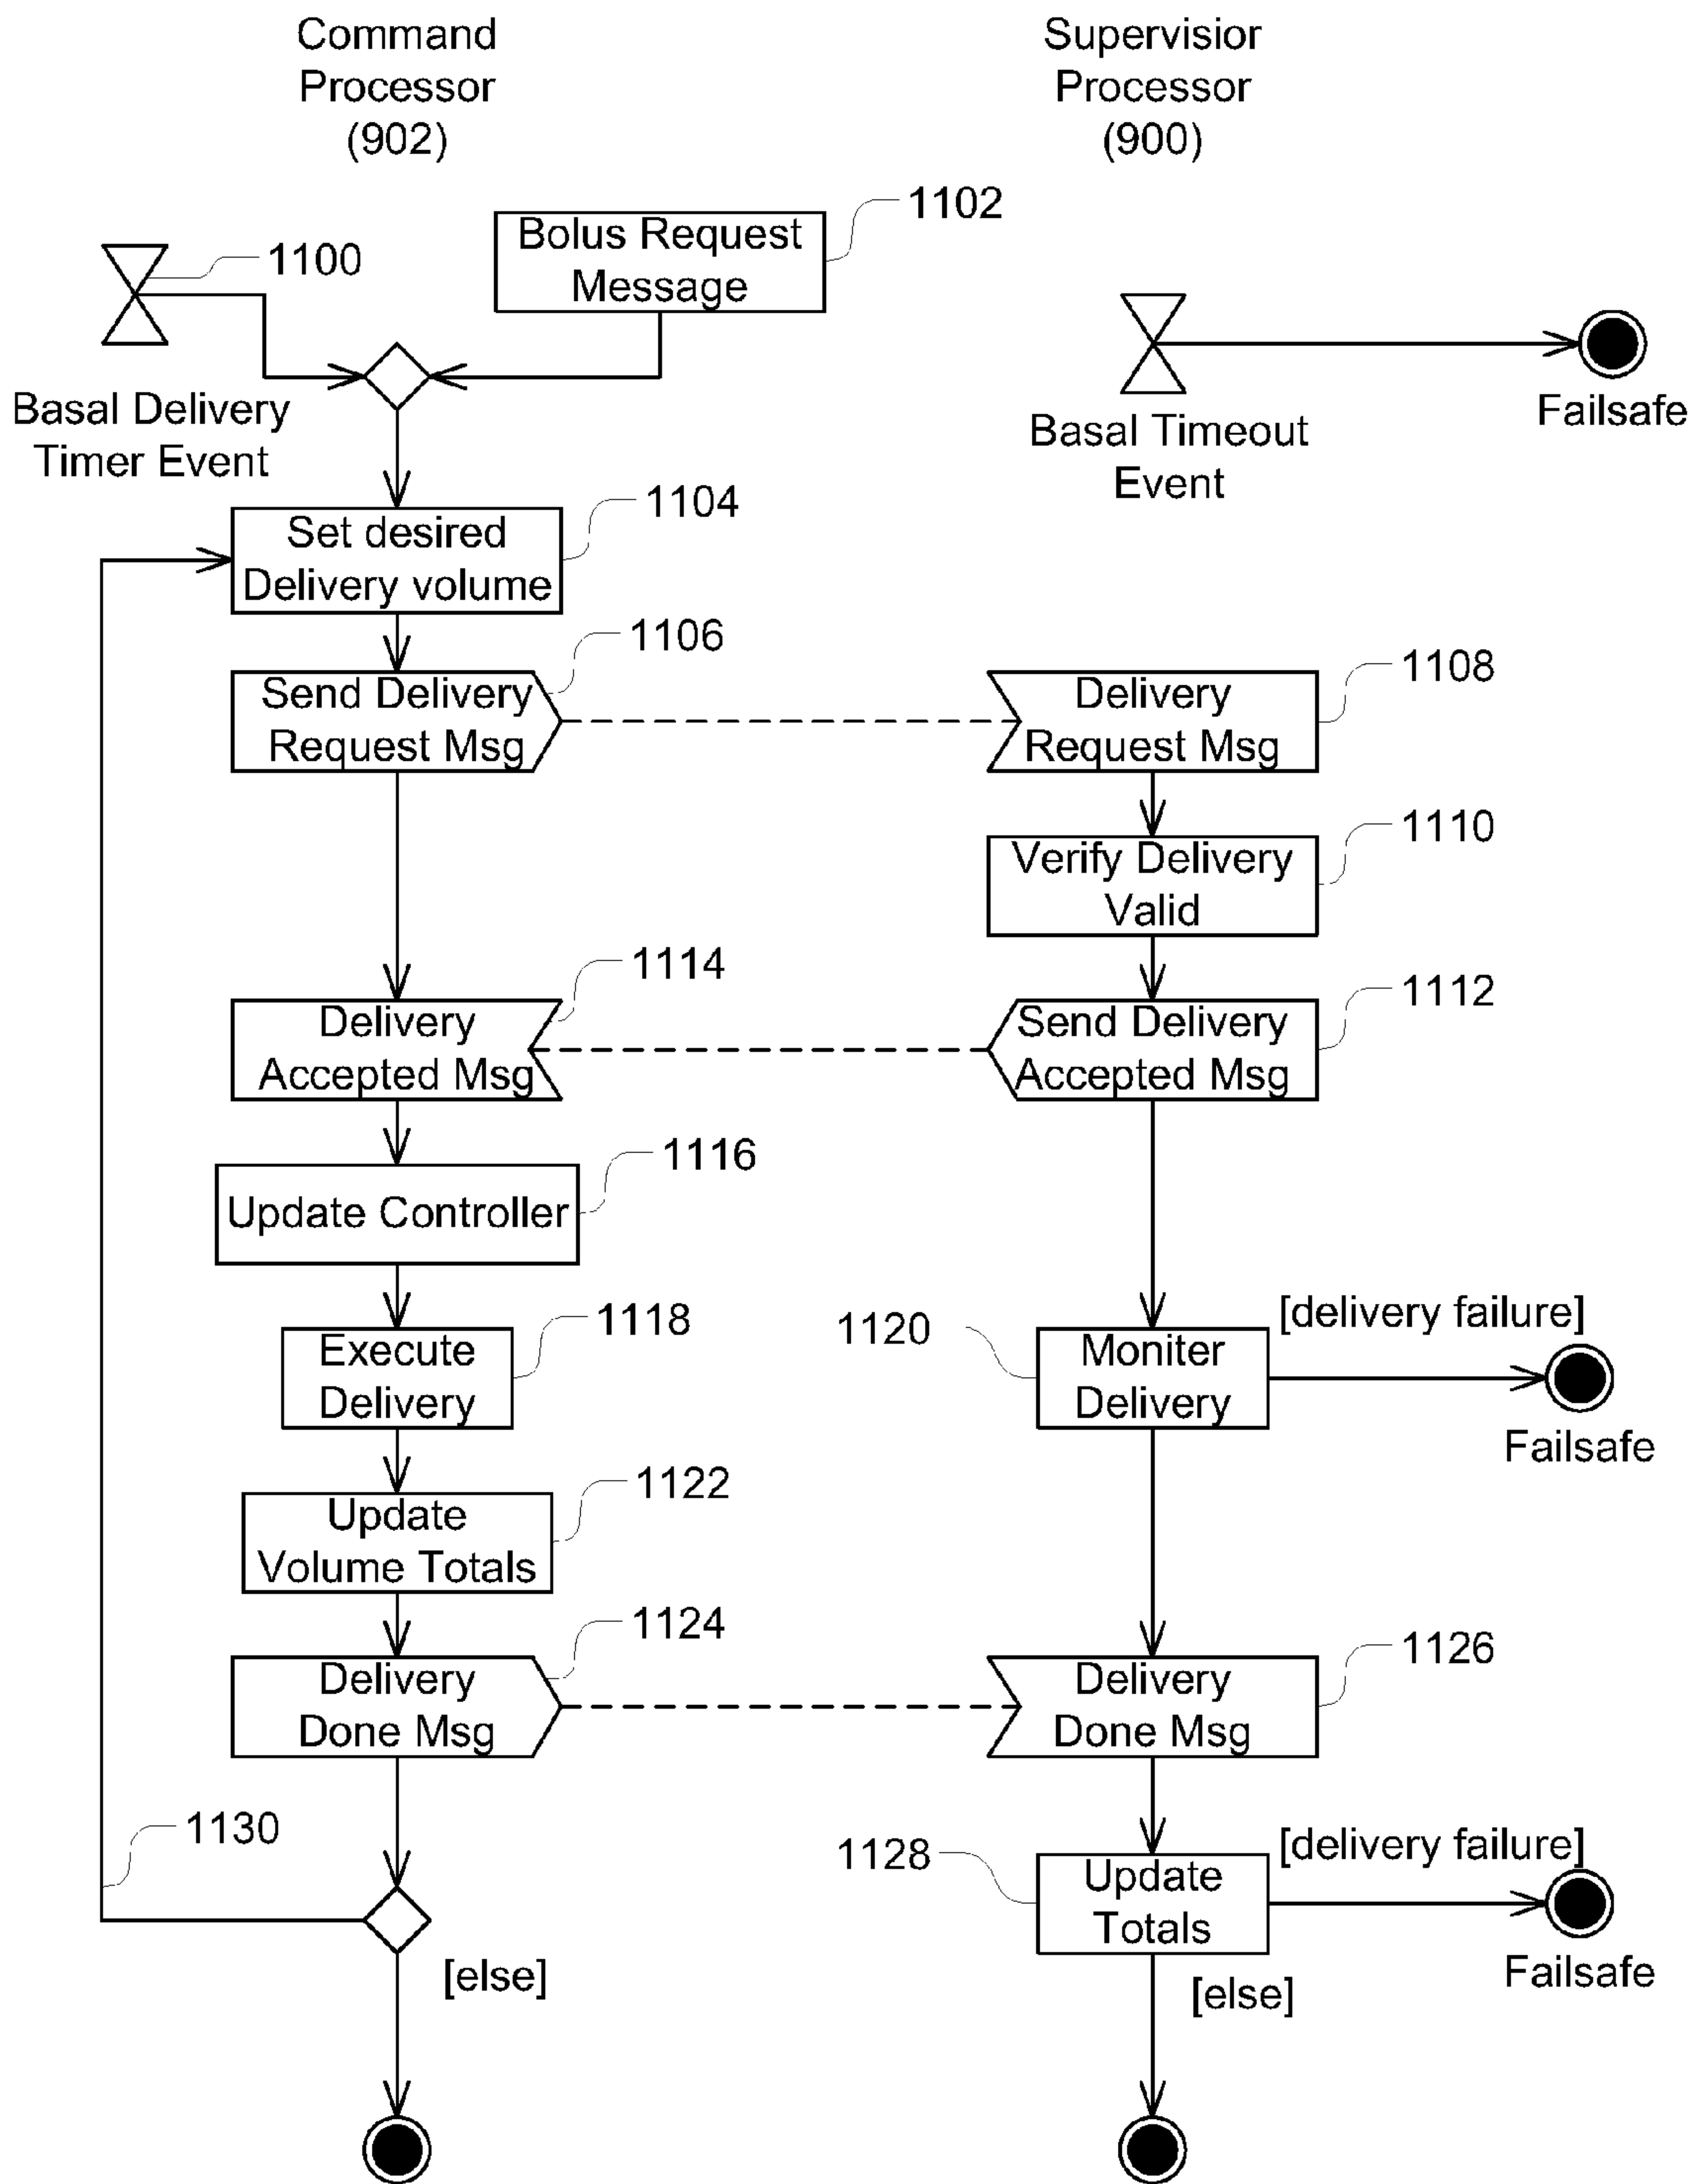 Command
Processor
(902)
Supervisior
Processor
(900)
1102
Bolus Request
Message
1100
Basal Delivery
Timer Event
Basal Timeout
Event
Failsafe
1104
Set desired
Delivery volume
1106
Send Delivery
Request Msg
1108
Delivery
Request Msg
1110
Verify Delivery
Valid
1114
Delivery
Accepted Msg
1112
Send Delivery
Accepted Msg
1116
Update Controller
1118
Execute
Delivery
1120
Moniter
Delivery
[delivery failure]
Failsafe
1122
Update
Volume Totals
1124
Delivery
Done Msg
1126
Delivery
Done Msg
1130
[else]
1128
Update
Totals
[delivery failure]
Failsafe
[else]